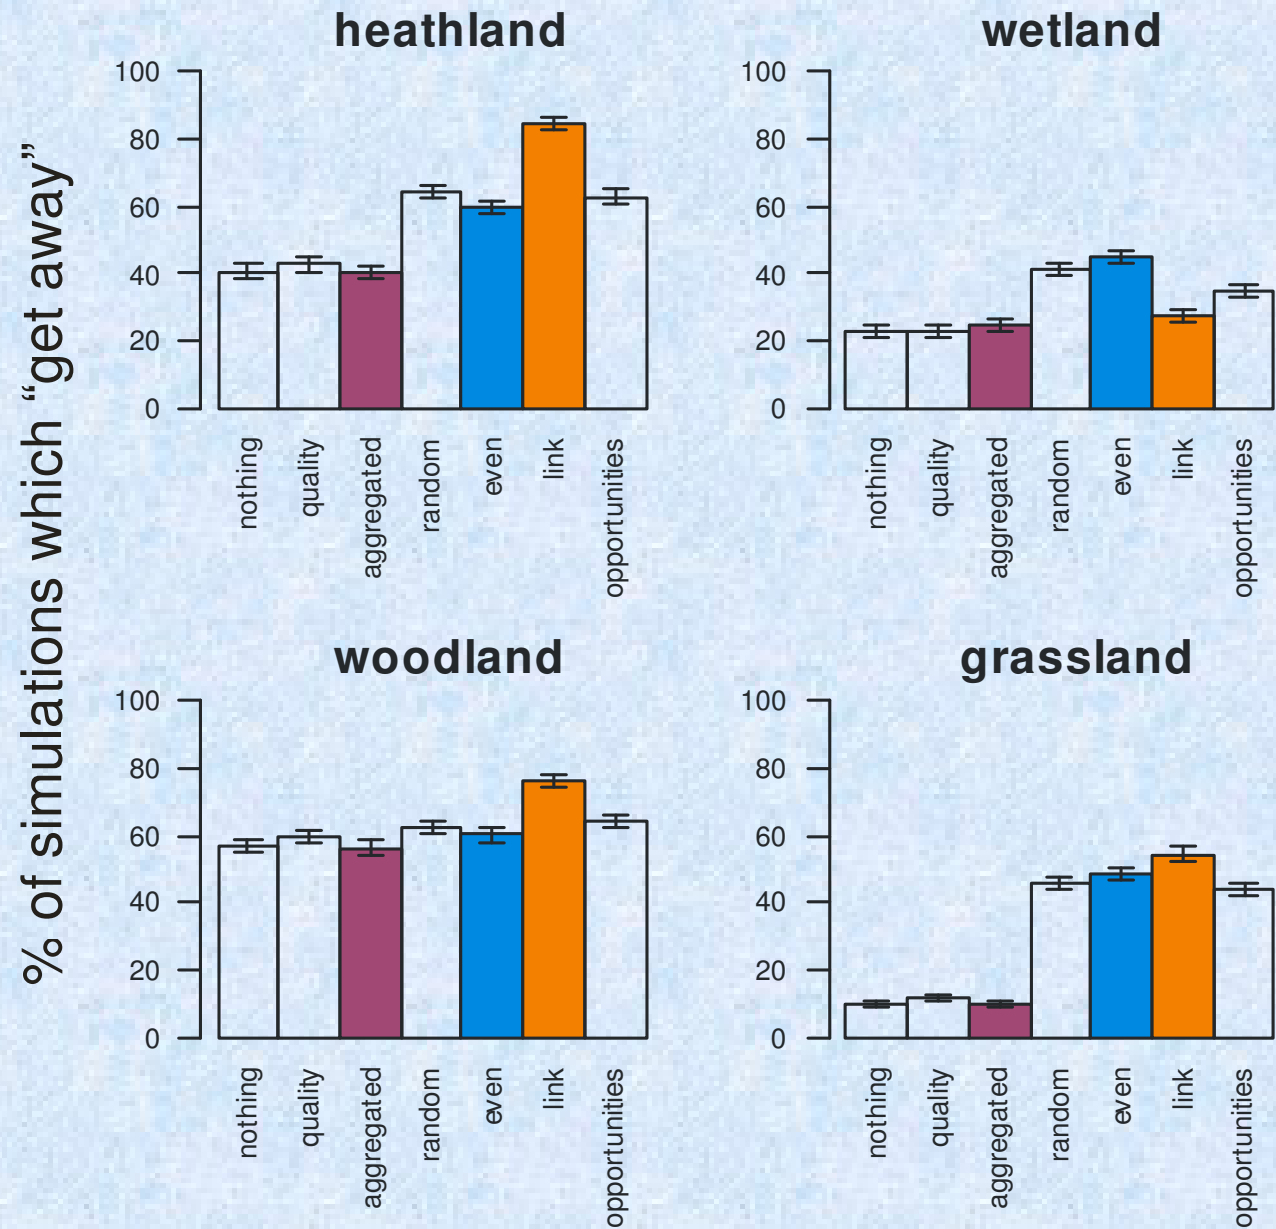 % of simulations which “get away”
heathland
100
80
60
40
20
0
nothing
quality
aggregated
random
even
link
opportunities
wetland
100
80
60
40
20
0
nothing
quality
aggregated
random
even
link
opportunities
woodland
100
80
60
40
20
0
nothing
quality
aggregated
random
even
link
opportunities
grassland
100
80
60
40
20
0
nothing
quality
aggregated
random
even
link
opportunities